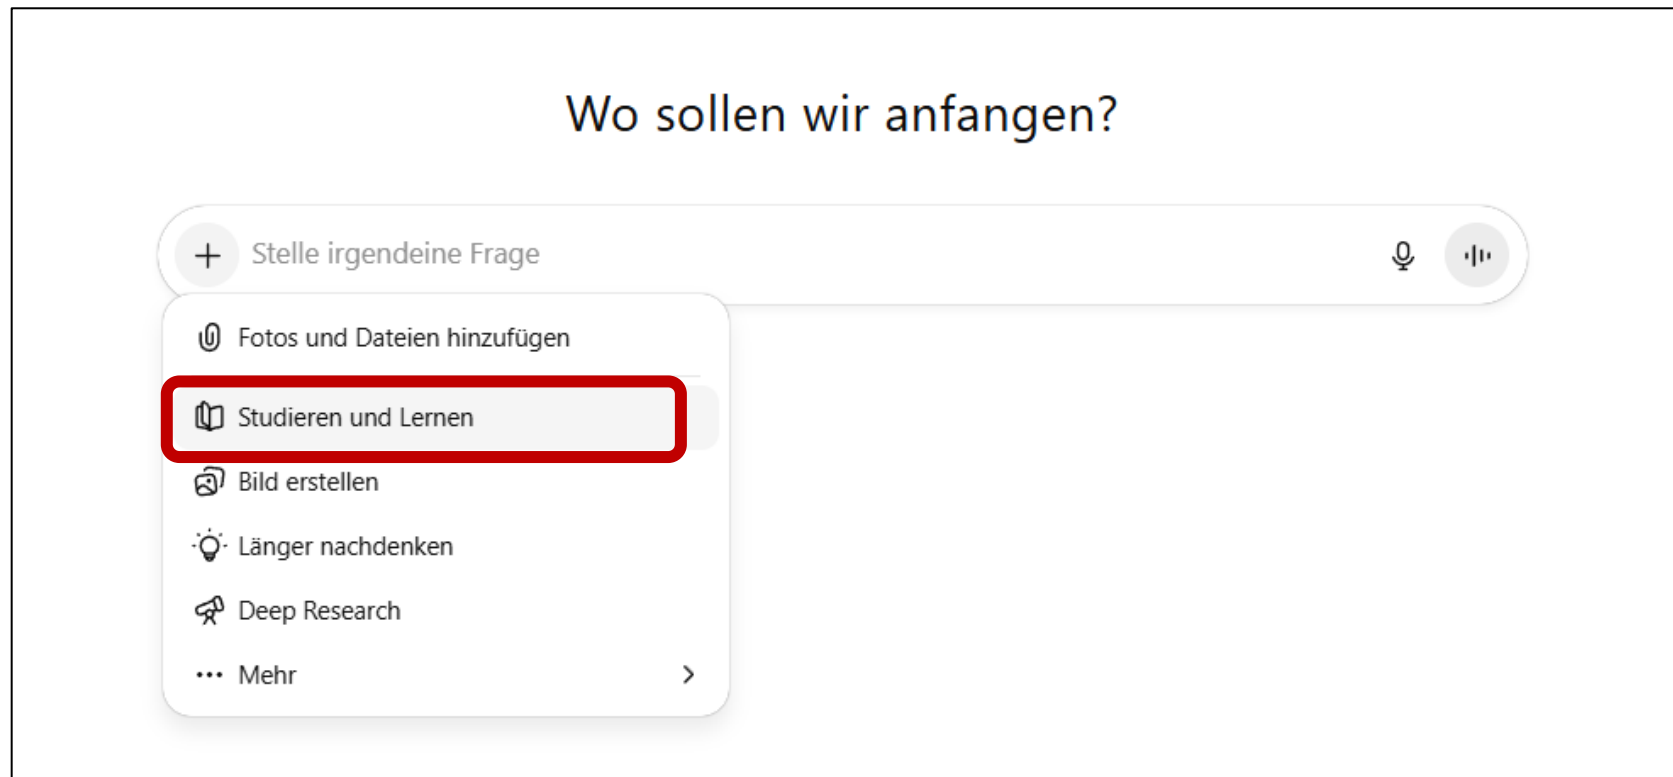 Wo sollen wir anfangen?
Stelle irgendeine Frage
Fotos und Dateien hinzufügen
Studieren und Lernen
Bild erstellen
Länger nachdenken
Deep Research
Mehr